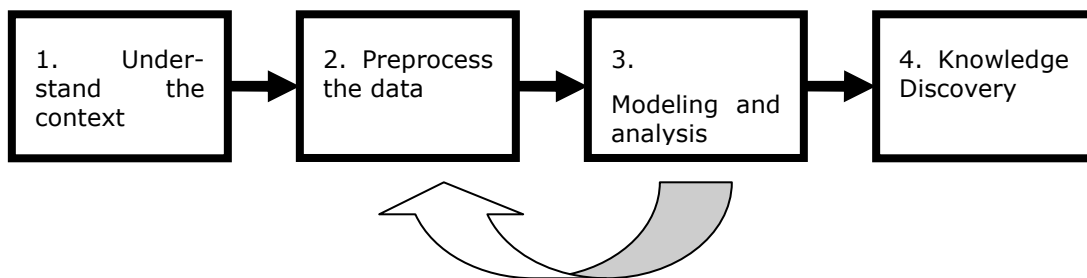 1. Under-
stand the
context
2. Preprocess
the data
3.
Modeling and
analysis
4. Knowledge
Discovery